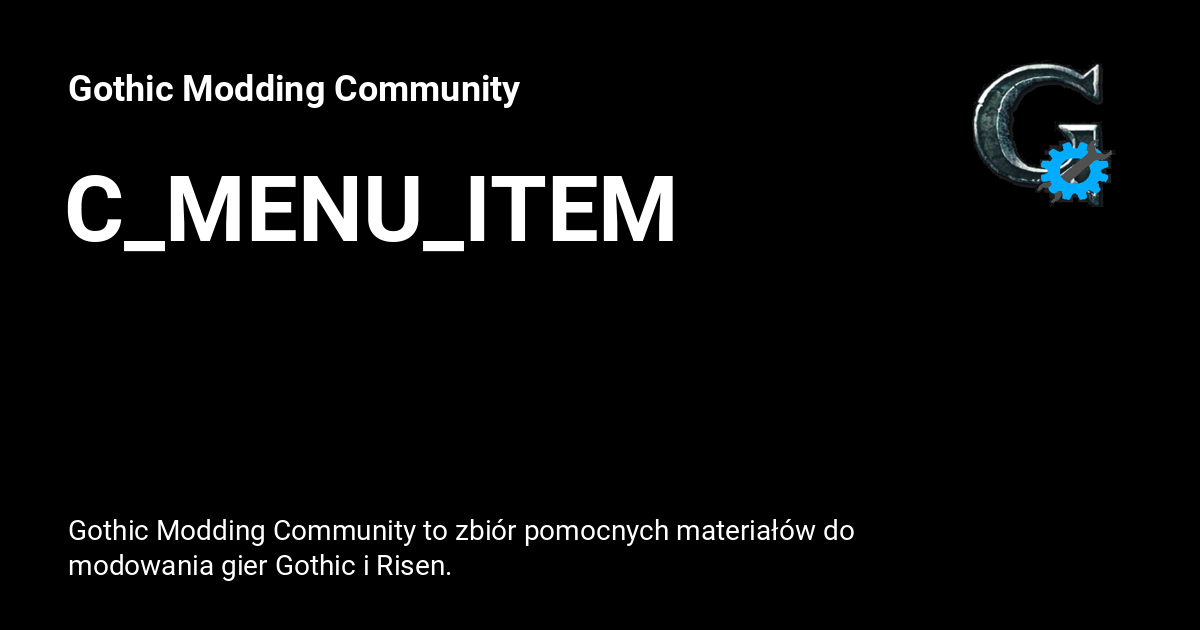 Gothic Modding Community
C_MENU_ITEM
Gothic Modding Community to zbiór pomocnych materiałów do
modowania gier Gothic i Risen.